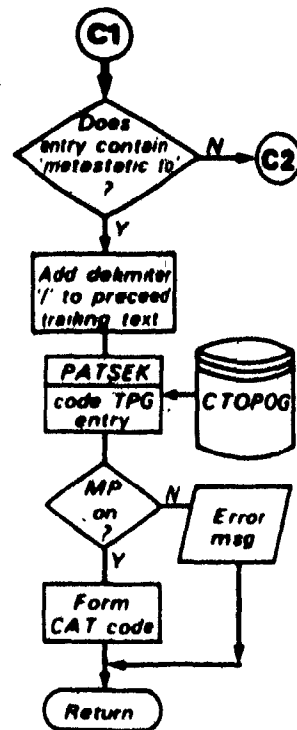 C1
Does
entry contain
'metastatic to'
?
N
C2
Y
Add delimiter
'/' to preceed
trailing text
PATSEK
code TPG
entry
CTOPOG
MP
on
?
N
Error
msg
Y
Form
CAT code
Return